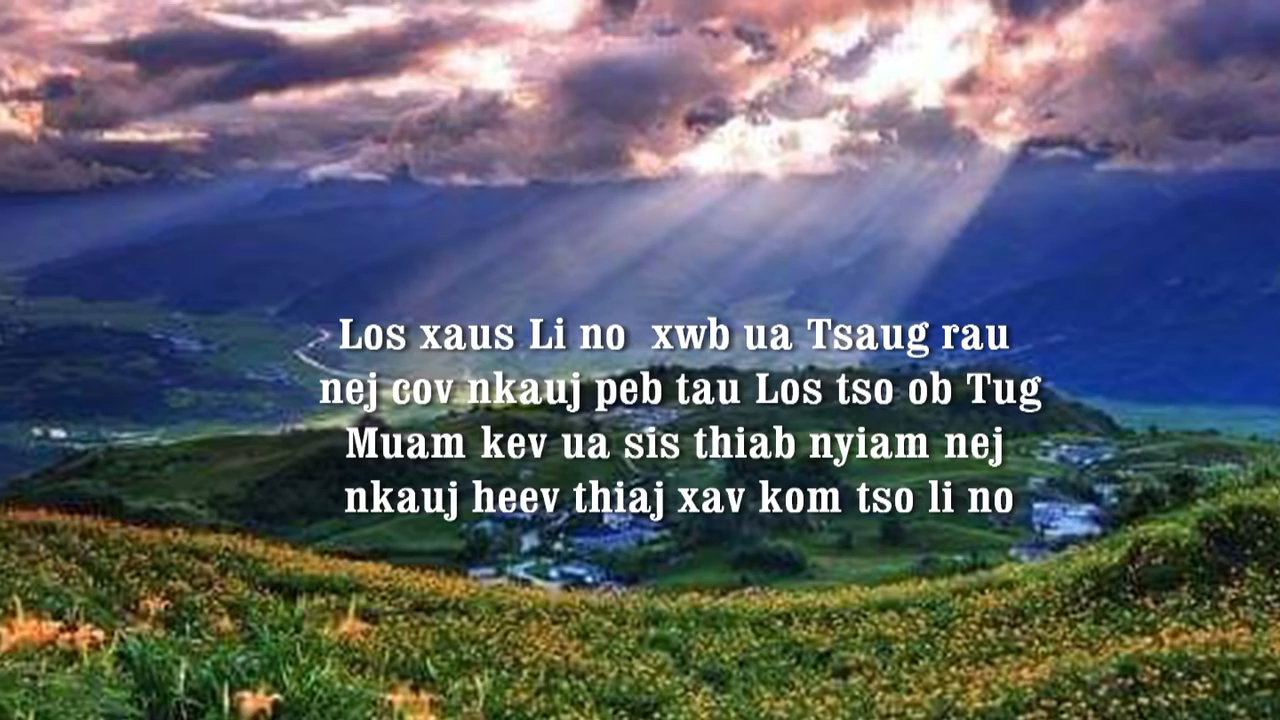 Los xaus Li no  xwb ua Tsaug rau
nej cov nkauj peb tau Los tso ob Tug
Muam kev ua sis thiab nyiam nej
nkauj heev thiaj xav kom tso li no